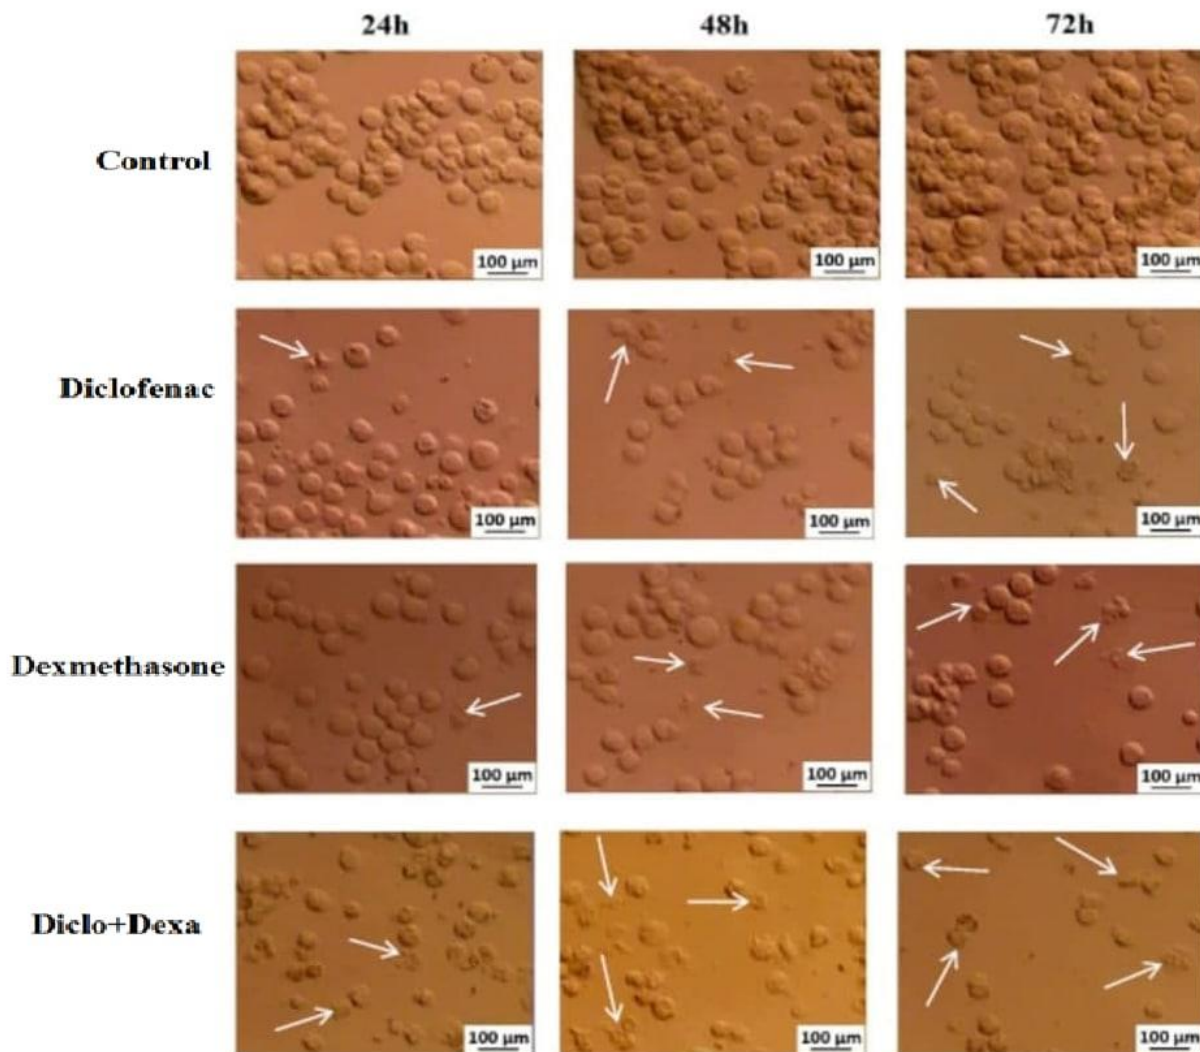 24h 48h 72h
Control
100 µm 100 µm 100 µm
Diclofenac
100 µm 100 µm 100 µm
Dexmethasone
100 µm 100 µm 100 µm
Diclo+Dexa
100 µm 100 µm 100 µm